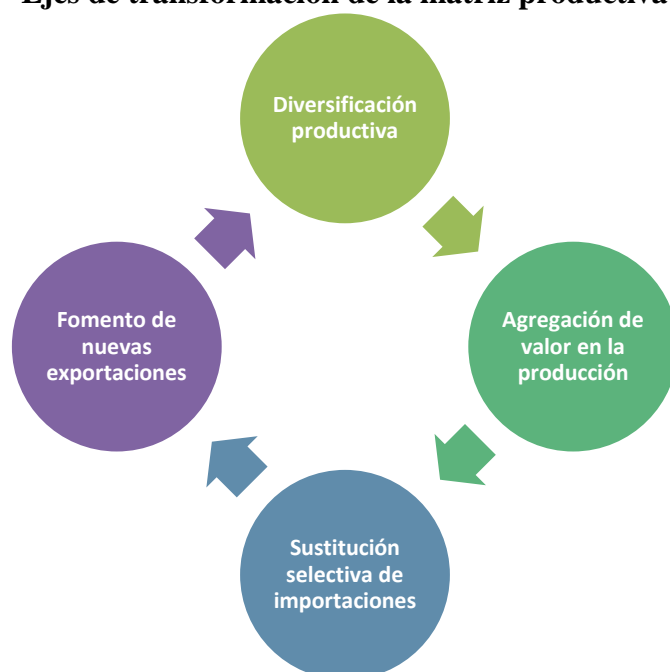 Ejes de transformación de la matriz productiva
Diversificación
productiva
Agregación de
valor en la
producción
Sustitución
selectiva de
importaciones
Fomento de
nuevas
exportaciones